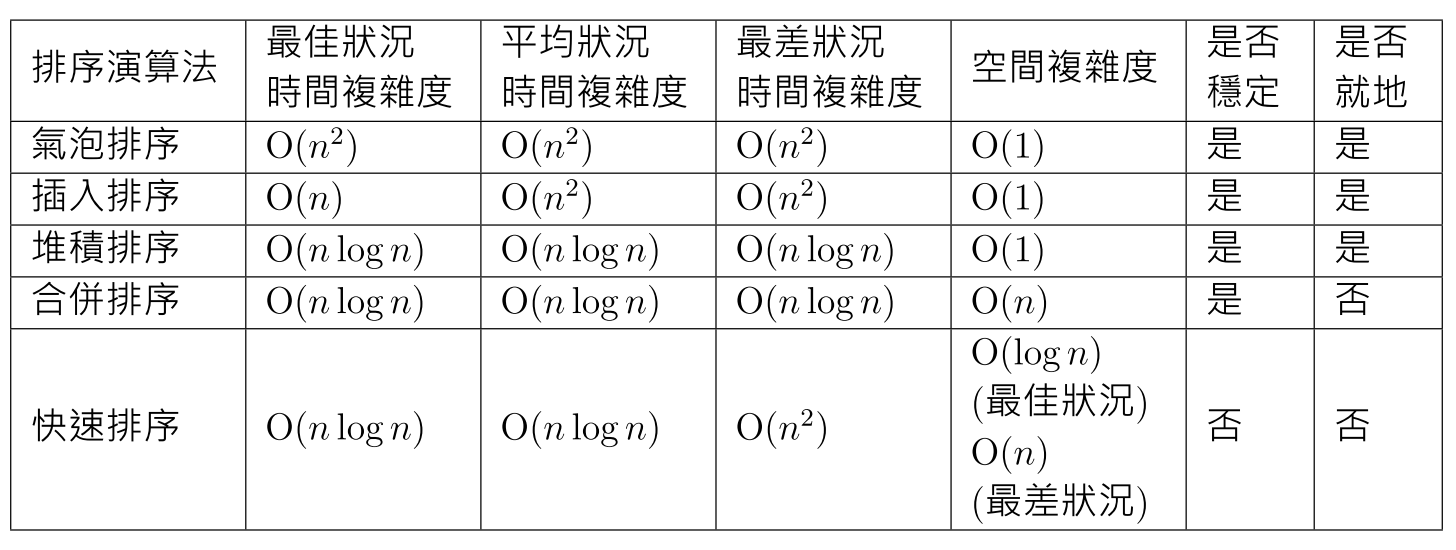 排序演算法 最佳狀況 平均狀況 最差狀況 空間複雜度 是否 是否
時間複雜度 時間複雜度 時間複雜度 穩定 就地
氣泡排序 O(n²) O(n²) O(n²) O(1) 是 是
插入排序 O(n) O(n²) O(n²) O(1) 是 是
堆積排序 O(n log n) O(n log n) O(n log n) O(1) 是 是
合併排序 O(n log n) O(n log n) O(n log n) O(n) 是 否
快速排序 O(n log n) O(n log n) O(n²) O(log n) 否 否
(最佳狀況)
O(n)
(最差狀況)